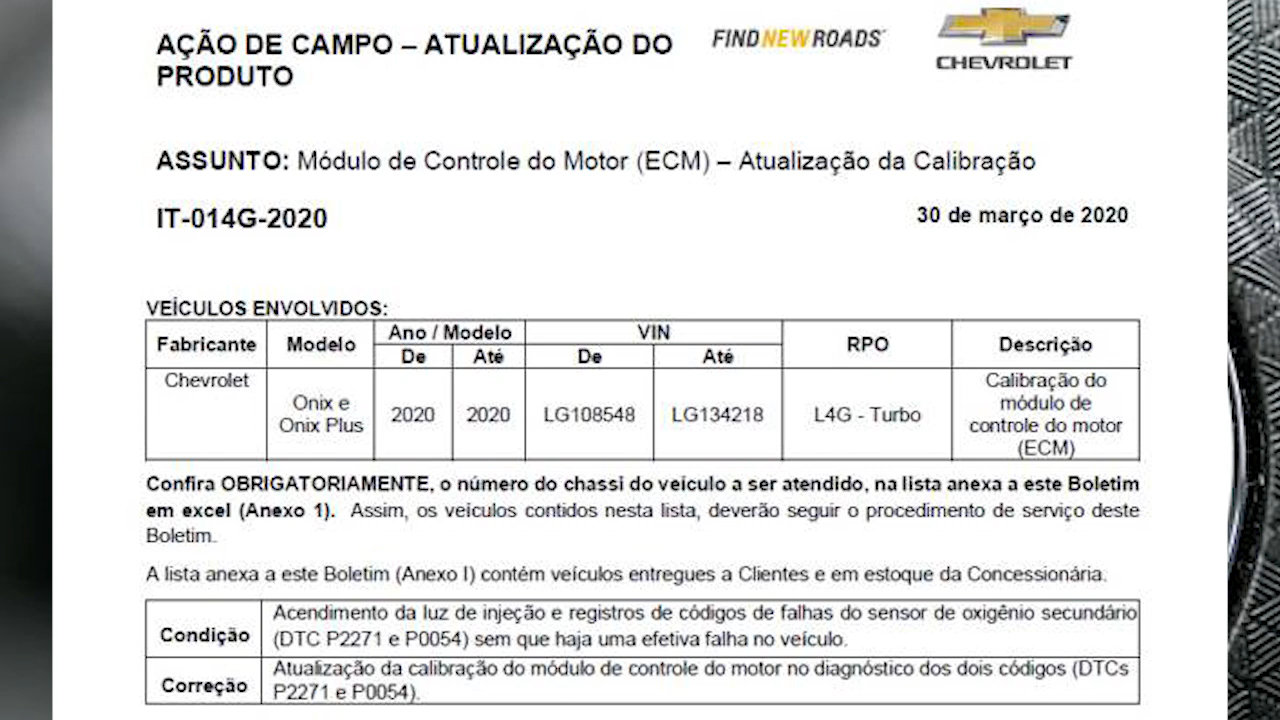 AÇÃO DE CAMPO – ATUALIZAÇÃO DO
PRODUTO
FIND NEW ROADS
CHEVROLET
ASSUNTO: Módulo de Controle do Motor (ECM) – Atualização da Calibração
IT-014G-2020
30 de março de 2020
VEÍCULOS ENVOLVIDOS:
Fabricante Modelo Ano / Modelo VIN RPO Descrição
De Até De Até
Chevrolet Onix e Onix Plus 2020 2020 LG108548 LG134218 L4G - Turbo Calibração do módulo de controle do motor (ECM)
Confira OBRIGATORIAMENTE, o número do chassi do veículo a ser atendido, na lista anexa a este Boletim
em excel (Anexo 1). Assim, os veículos contidos nesta lista, deverão seguir o procedimento de serviço deste
Boletim.
A lista anexa a este Boletim (Anexo I) contém veículos entregues a Clientes e em estoque da Concessionária.
Condição
Acendimento da luz de injeção e registros de códigos de falhas do sensor de oxigênio secundário
(DTC P2271 e P0054) sem que haja uma efetiva falha no veículo.
Correção
Atualização da calibração do módulo de controle do motor no diagnóstico dos dois códigos (DTCs
P2271 e P0054).